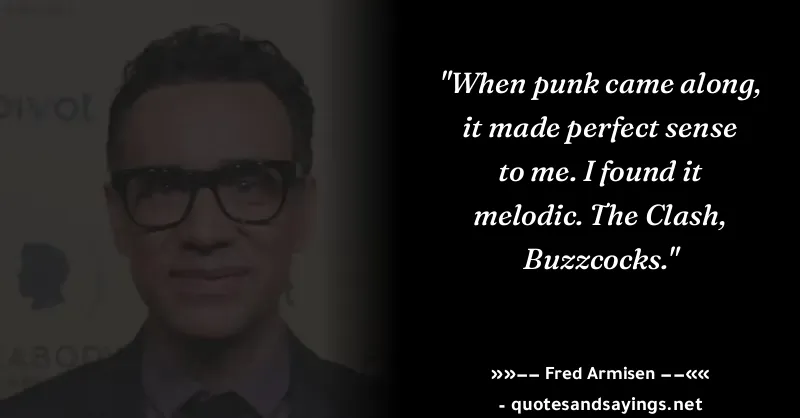 pivot
"When punk came along,
it made perfect sense
to me. I found it
melodic. The Clash,
Buzzcocks."
»»−− Fred Armisen −−««
- quotesandsayings.net